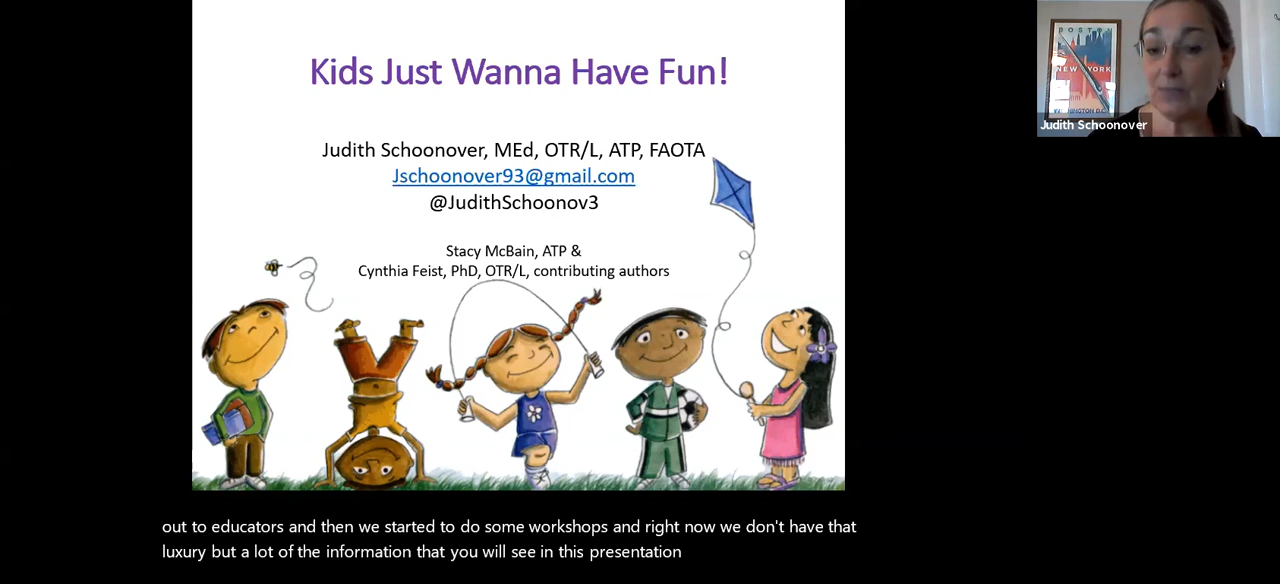 Kids Just Wanna Have Fun!
Judith Schoonover, MEd, OTR/L, ATP, FAOTA
Jschoonover93@gmail.com
@JudithSchoonov3
Stacy McBain, ATP &
Cynthia Feist, PhD, OTR/L, contributing authors
BOSTON
NEW YORK
Judith Schoonover
out to educators and then we started to do some workshops and right now we don't have that
luxury but a lot of the information that you will see in this presentation